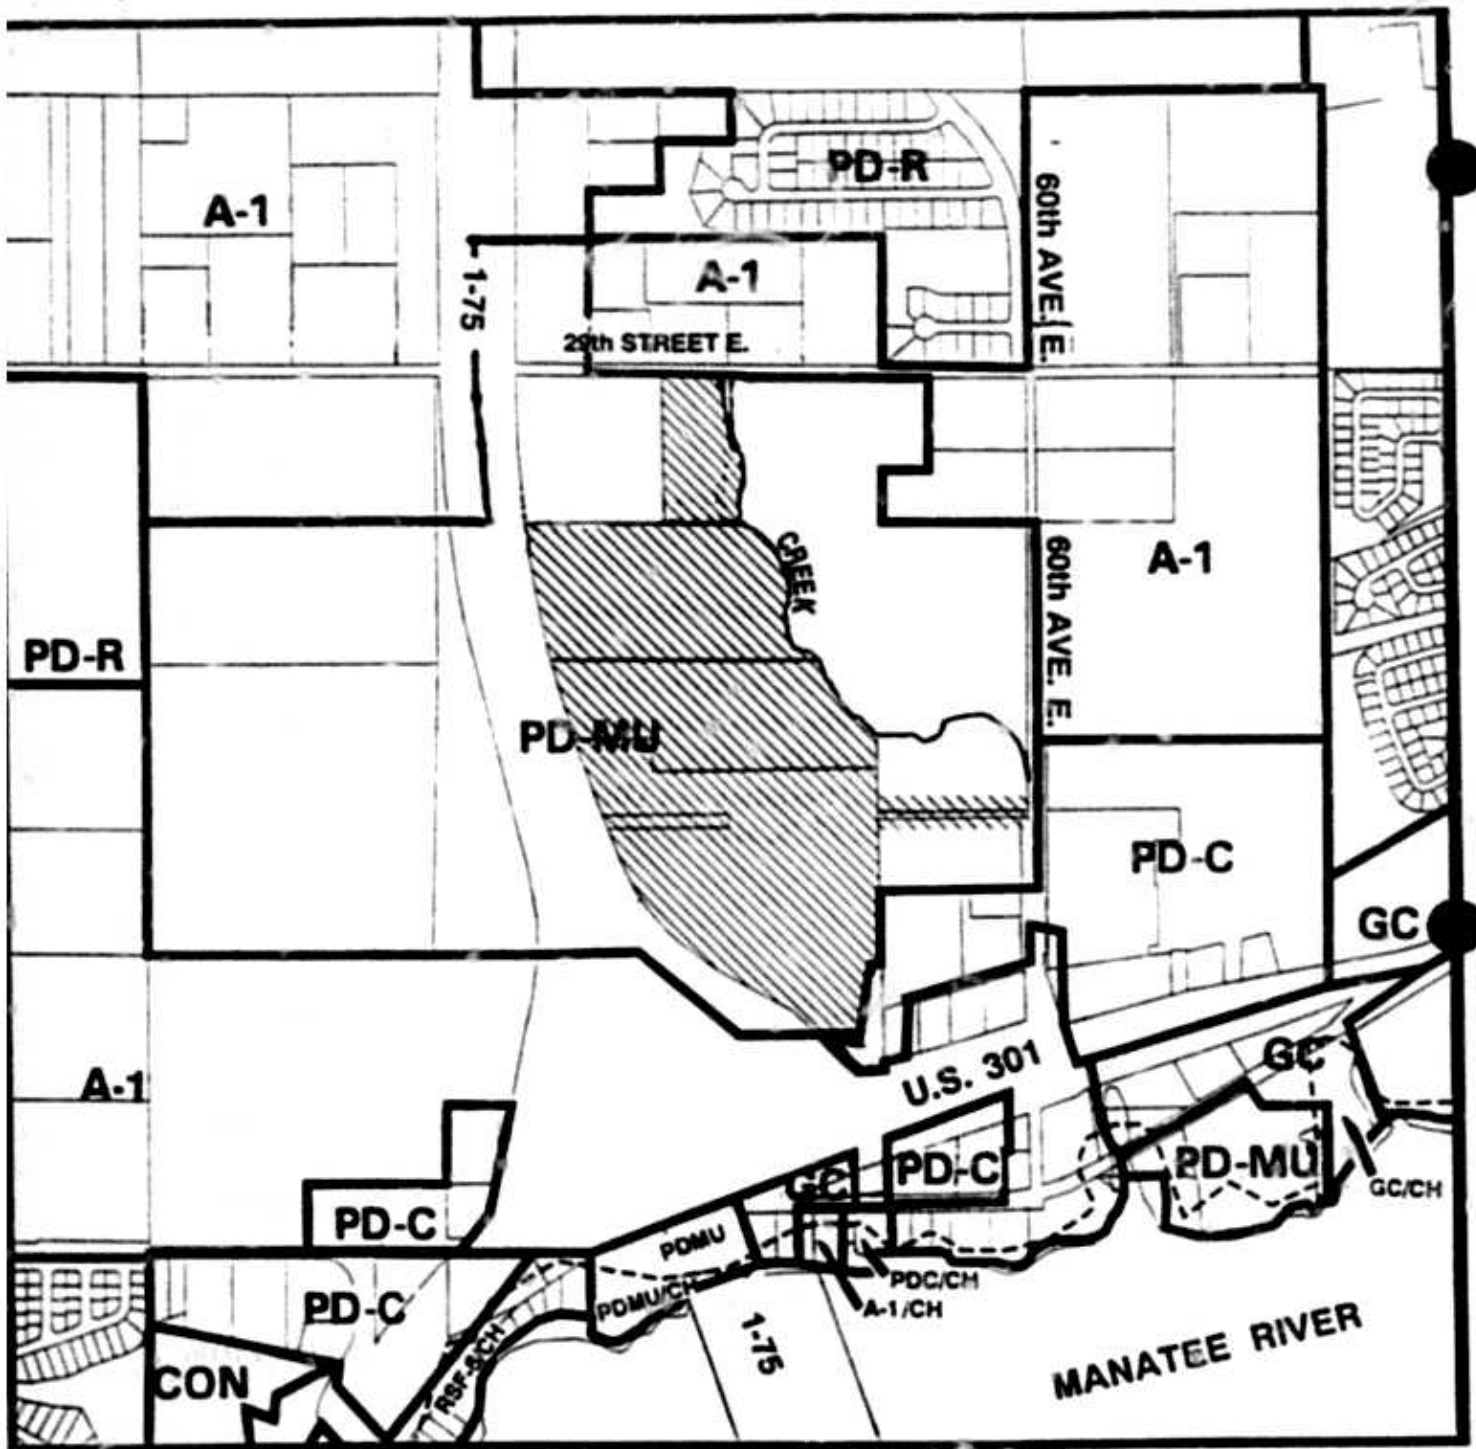 PD-R
A-1
60th AVE. E.
A-1
1-75
29th STREET E.
CREEK
60th AVE. E.
A-1
PD-R
PD-MU
PD-C
GC
GC
U.S. 301
A-1
PD-C
PD-MU
GC
GC/CH
PD-C
PDMU
PDC/CH
PDMU/CH
A-1/CH
PD-C
RSF-6/CH
1-75
MANATEE RIVER
CON